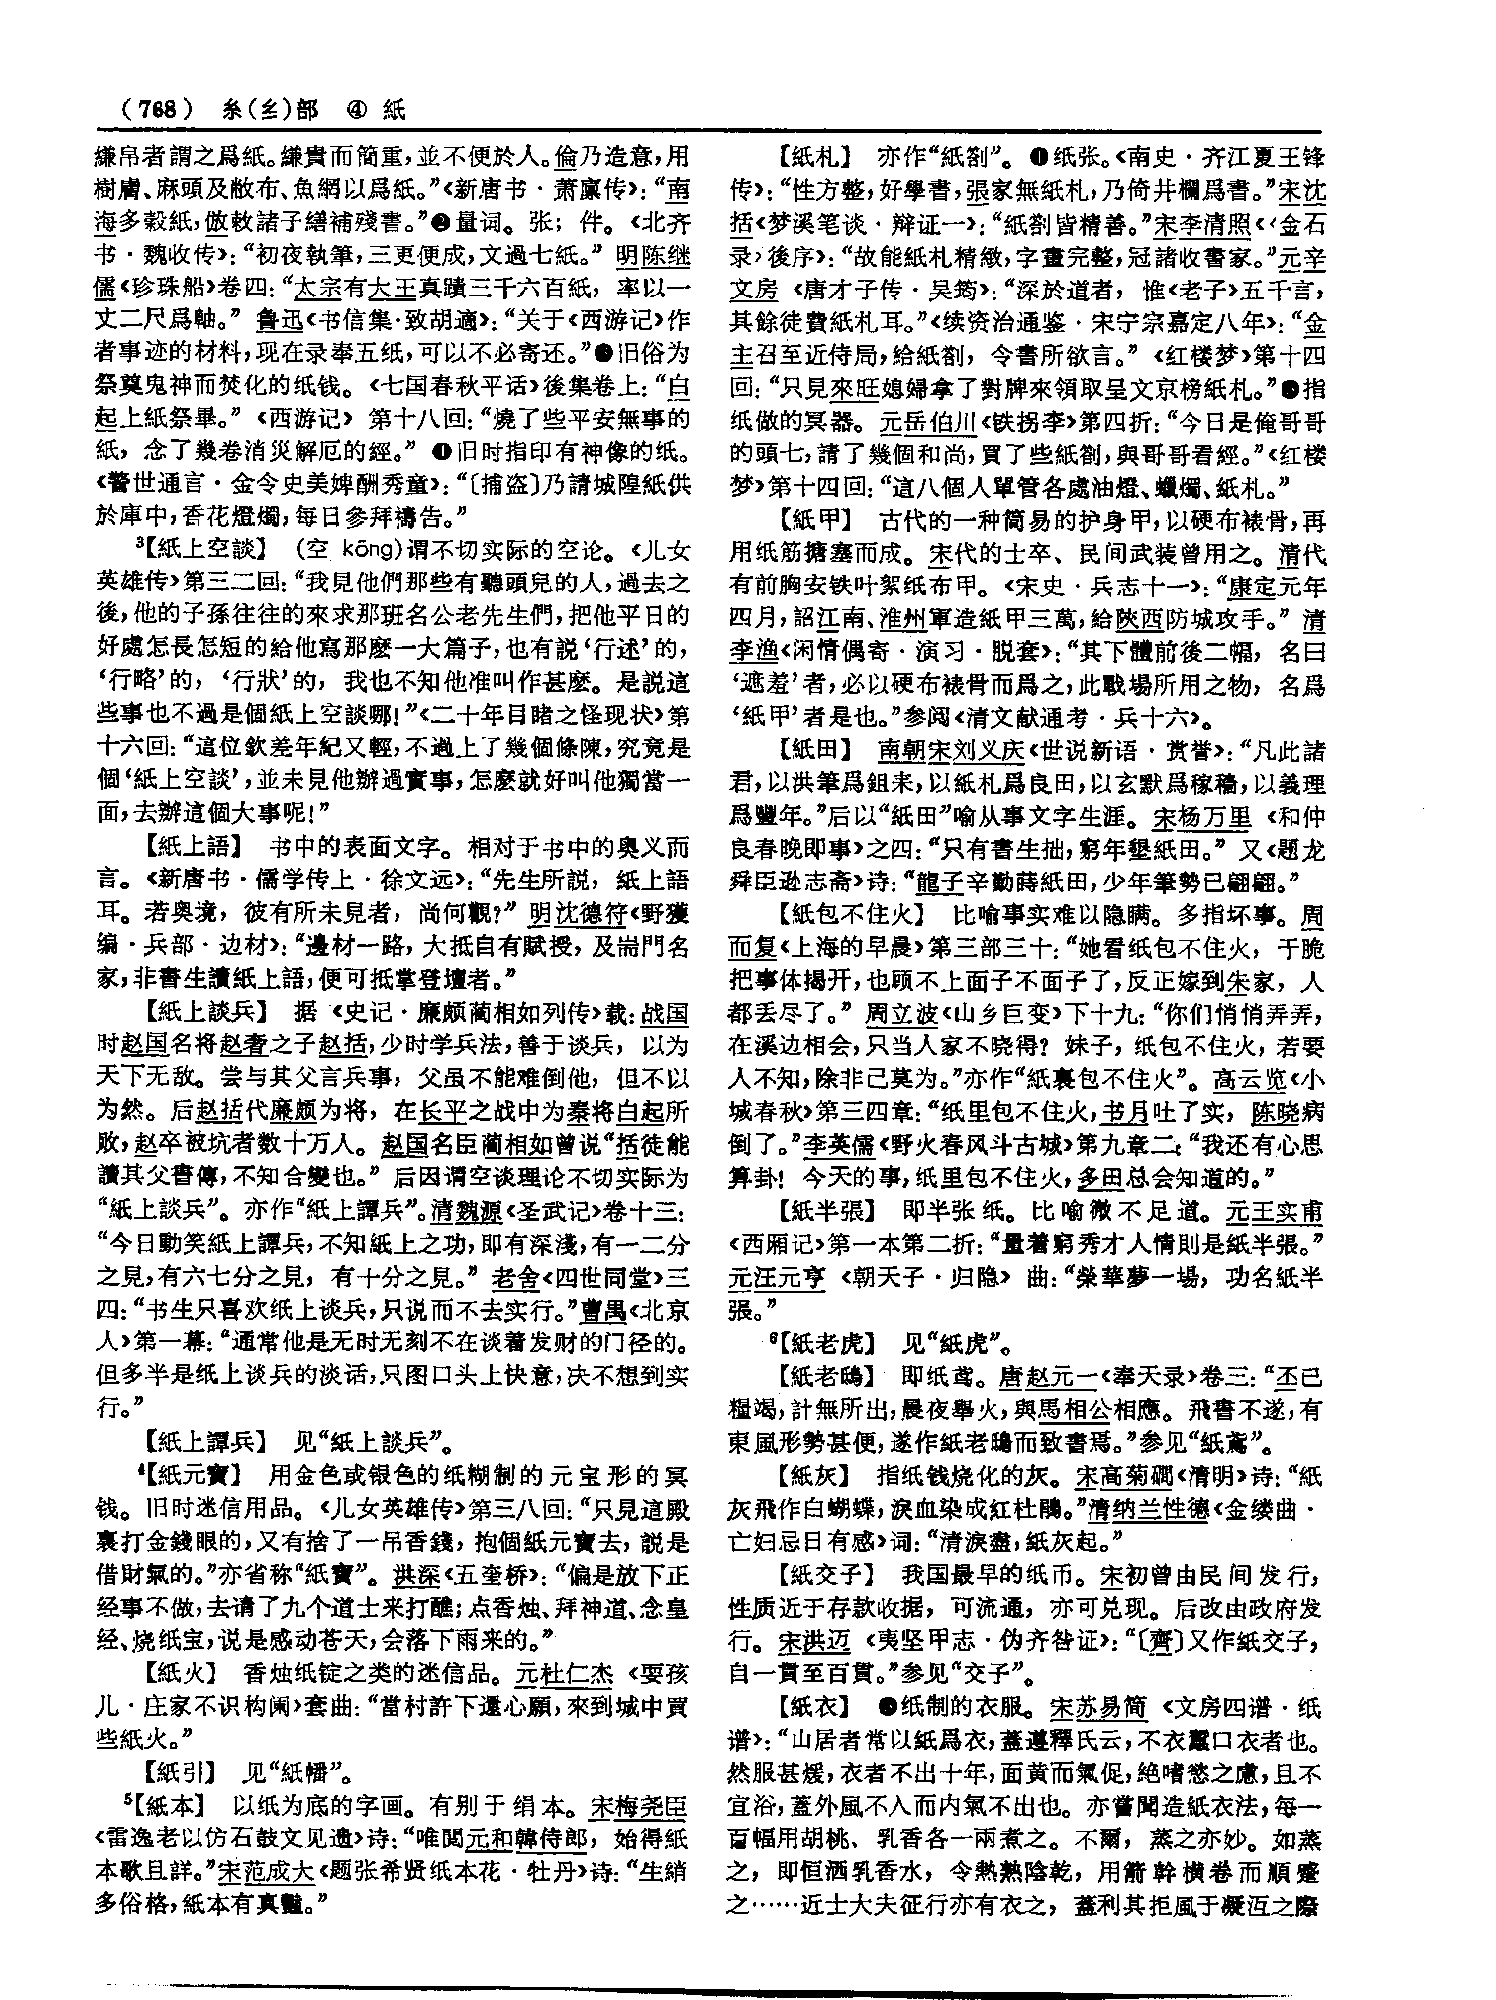 （768） 糸(纟)部 ④ 紙
縑帛者謂之爲紙。縑貴而簡重，並不便於人。倫乃造意，用
樹膚、麻頭及敝布、魚網以爲紙。”《新唐书·萧廪传》：“南
海多穀紙，倣敕諸子繕補殘書。”❷量词。张；件。《北齐
书·魏收传》：“初夜執筆，三更便成，文過七紙。” 明陈继
儒《珍珠船》卷四：“太宗有大王真蹟三千六百紙，率以一
丈二尺爲軸。” 鲁迅《书信集·致胡適》：“关于《西游记》作
者事迹的材料，现在录奉五纸，可以不必寄还。”❸旧俗为
祭奠鬼神而焚化的纸钱。《七国春秋平话》後集卷上：“白
起上紙祭畢。” 《西游记》 第十八回：“燒了些平安無事的
紙，念了幾卷消災解厄的經。” ❹旧时指印有神像的纸。
《警世通言·金令史美婢酬秀童》：“〔捕盗〕乃請城隍紙供
於庫中，香花燈燭，每日參拜禱告。”
³【紙上空談】 (空 kōng)谓不切实际的空论。《儿女
英雄传》第三二回：“我見他們那些有聽頭兒的人，過去之
後，他的子孫往往的來求那班名公老先生們，把他平日的
好處怎長怎短的給他寫那麽一大篇子，也有説‘行述’的，
‘行略’的，‘行狀’的，我也不知他准叫作甚麽。是説這
些事也不過是個紙上空談哪！”《二十年目睹之怪现状》第
十六回：“這位欽差年紀又輕，不過上了幾個條陳，究竟是
個‘紙上空談’，並未見他辦過實事，怎麽就好叫他獨當一
面，去辦這個大事呢！”
【紙上語】 书中的表面文字。相对于书中的奥义而
言。《新唐书·儒学传上·徐文远》：“先生所説，紙上語
耳。若奥境，彼有所未見者，尚何觀？” 明沈德符《野獲
编·兵部·边材》：“邊材一路，大抵自有賦授，及耑門名
家，非書生讀紙上語，便可抵掌登壇者。”
【紙上談兵】 据 《史记·廉颇蔺相如列传》载：战国
时赵国名将赵奢之子赵括，少时学兵法，善于谈兵，以为
天下无敌。尝与其父言兵事，父虽不能难倒他，但不以
为然。后赵括代廉颇为将，在长平之战中为秦将白起所
败，赵卒被坑者数十万人。赵国名臣蔺相如曾说“括徒能
讀其父書傳，不知合變也。” 后因谓空谈理论不切实际为
“紙上談兵”。亦作“紙上譚兵”。清魏源《圣武记》卷十三：
“今日動笑紙上譚兵，不知紙上之功，即有深淺，有一二分
之見，有六七分之見，有十分之見。” 老舍《四世同堂》三
四：“书生只喜欢纸上谈兵，只说而不去实行。”曹禺《北京
人》第一幕：“通常他是无时无刻不在谈着发财的门径的。
但多半是纸上谈兵的淡话，只图口头上快意，决不想到实
行。”
【紙上譚兵】 见“紙上談兵”。
⁴【紙元寶】 用金色或银色的纸糊制的元宝形的冥
钱。旧时迷信用品。《儿女英雄传》第三八回：“只見這殿
裏打金錢眼的，又有捨了一吊香錢，抱個紙元寶去，說是
借財氣的。”亦省称“紙寶”。洪深《五奎桥》：“偏是放下正
经事不做，去请了九个道士来打醮；点香烛、拜神道、念皇
经、烧纸宝，说是感动苍天，会落下雨来的。”
【紙火】 香烛纸锭之类的迷信品。元杜仁杰 《耍孩
儿·庄家不识构阑》套曲：“當村許下還心願，來到城中買
些紙火。”
【紙引】 见“紙幡”。
⁵【紙本】 以纸为底的字画。有别于绢本。宋梅尧臣
《雷逸老以仿石鼓文见遗》诗：“唯閲元和韓侍郎，始得紙
本歌且詳。”宋范成大《题张希贤纸本花·牡丹》诗：“生綃
多俗格，紙本有真豔。”
【紙札】 亦作“紙劄”。❶纸张。《南史·齐江夏王锋
传》：“性方整，好學書，張家無紙札，乃倚井欄爲書。”宋沈
括《梦溪笔谈·辩证一》：“紙劄皆精善。”宋李清照《〈金石
录〉後序》：“故能紙札精緻，字畫完整，冠諸收書家。”元辛
文房 《唐才子传·吴筠》：“深於道者，惟《老子》五千言，
其餘徒費紙札耳。”《续资治通鉴·宋宁宗嘉定八年》：“金
主召至近侍局，給紙劄，令書所欲言。” 《红楼梦》第十四
回：“只見來旺媳婦拿了對牌來領取呈文京榜紙札。”❷指
纸做的冥器。元岳伯川《铁拐李》第四折：“今日是俺哥哥
的頭七，請了幾個和尚，買了些紙劄，與哥哥看經。”《红楼
梦》第十四回：“這八個人單管各處油燈、蠟燭、紙札。”
【紙甲】 古代的一种简易的护身甲，以硬布裱骨，再
用纸筋搪塞而成。宋代的士卒、民间武装曾用之。清代
有前胸安铁叶絮纸布甲。《宋史·兵志十一》：“康定元年
四月，詔江南、淮州軍造紙甲三萬，給陝西防城攻手。” 清
李渔《闲情偶寄·演习·脱套》：“其下體前後二幅，名曰
‘遮羞’者，必以硬布裱骨而爲之，此戰場所用之物，名爲
‘紙甲’者是也。”参阅《清文献通考·兵十六》。
【紙田】 南朝宋刘义庆《世说新语·赏誉》：“凡此諸
君，以洪筆爲鉏耒，以紙札爲良田，以玄默爲稼穡，以義理
爲豐年。”后以“紙田”喻从事文字生涯。宋杨万里 《和仲
良春晚即事》之四：“只有書生拙，窮年墾紙田。” 又《题龙
舜臣逊志斋》诗：“龍子辛勤蒔紙田，少年筆勢已翩翩。”
【紙包不住火】 比喻事实难以隐瞒。多指坏事。周
而复《上海的早晨》第三部三十：“她看纸包不住火，于脆
把事体揭开，也顾不上面子不面子了，反正嫁到朱家，人
都丢尽了。” 周立波《山乡巨变》下十九：“你们悄悄弄弄，
在溪边相会，只当人家不晓得？妹子，纸包不住火，若要
人不知，除非己莫为。”亦作“紙裏包不住火”。高云览《小
城春秋》第三四章：“纸里包不住火，书月吐了实，陈晓病
倒了。”李英儒《野火春风斗古城》第九章二：“我还有心思
算卦！今天的事，纸里包不住火，多田总会知道的。”
【紙半張】 即半张纸。比喻微不足道。元王实甫
《西厢记》第一本第二折：“量着窮秀才人情則是紙半張。”
元汪元亨 《朝天子·归隐》 曲：“榮華夢一場，功名紙半
張。”
⁶【紙老虎】 见“紙虎”。
【紙老鴟】 即纸鸢。唐赵元一《奉天录》卷三：“丕己
糧竭，計無所出，晨夜舉火，與馬相公相應。飛書不遂，有
東風形勢甚便，遂作紙老鴟而致書焉。”参见“紙鳶”。
【紙灰】 指纸钱烧化的灰。宋高菊磵《清明》诗：“紙
灰飛作白蝴蝶，淚血染成紅杜鵑。”清纳兰性德《金缕曲·
亡妇忌日有感》词：“清淚盡，紙灰起。”
【紙交子】 我国最早的纸币。宋初曾由民间发行，
性质近于存款收据，可流通，亦可兑现。后改由政府发
行。宋洪迈 《夷坚甲志·伪齐咎证》：“〔齊〕又作紙交子，
自一貫至百貫。”参见“交子”。
【紙衣】 ❶纸制的衣服。宋苏易简 《文房四谱·纸
谱》：“山居者常以紙爲衣，蓋遵釋氏云，不衣蠶口衣者也。
然服甚煖，衣者不出十年，面黄而氣促，絶嗜慾之慮，且不
宜浴，蓋外風不入而内氣不出也。亦嘗聞造紙衣法，每一
百幅用胡桃、乳香各一兩煮之。不爾，蒸之亦妙。如蒸
之，即恒洒乳香水，令熱熟陰乾，用箭幹横卷而順蹙
之……近士大夫征行亦有衣之，蓋利其拒風于凝沍之際